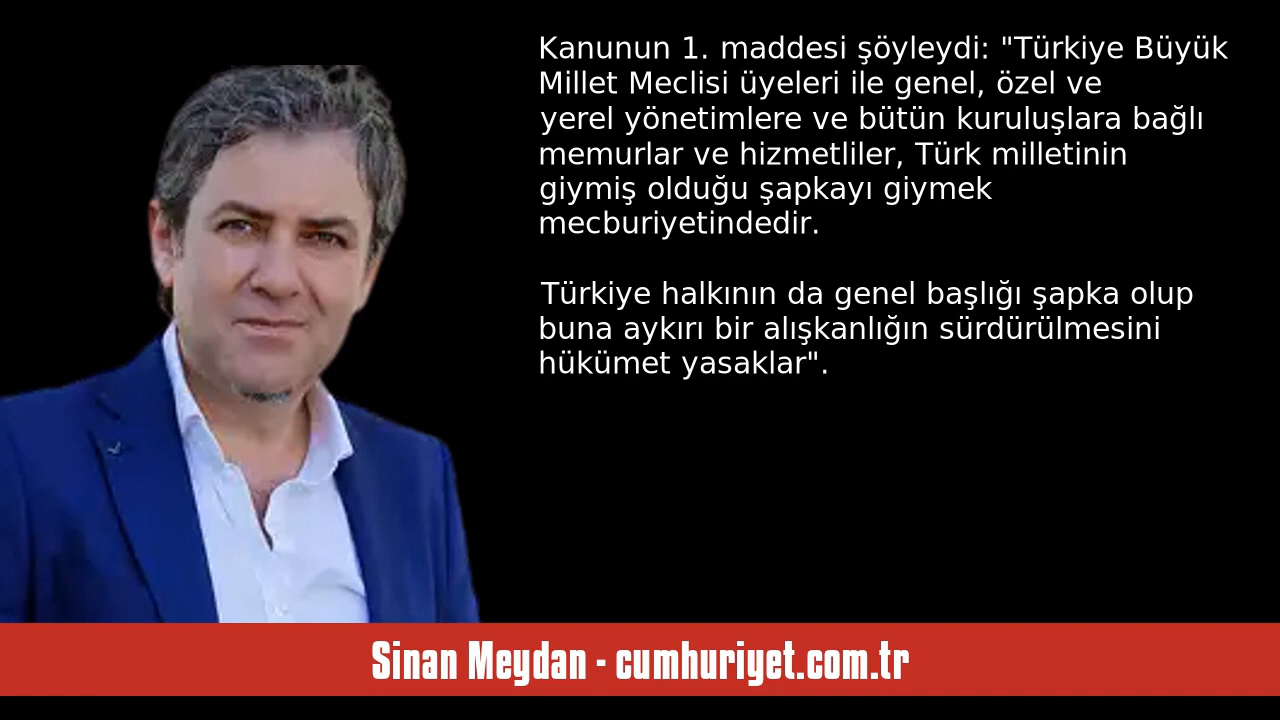 Kanunun 1. maddesi şöyleydi: "Türkiye Büyük
Millet Meclisi üyeleri ile genel, özel ve
yerel yönetimlere ve bütün kuruluşlara bağlı
memurlar ve hizmetliler, Türk milletinin
giymiş olduğu şapkayı giymek
mecburiyetindedir.
Türkiye halkının da genel başlığı şapka olup
buna aykırı bir alışkanlığın sürdürülmesini
hükümet yasaklar".
Sinan Meydan - cumhuriyet.com.tr